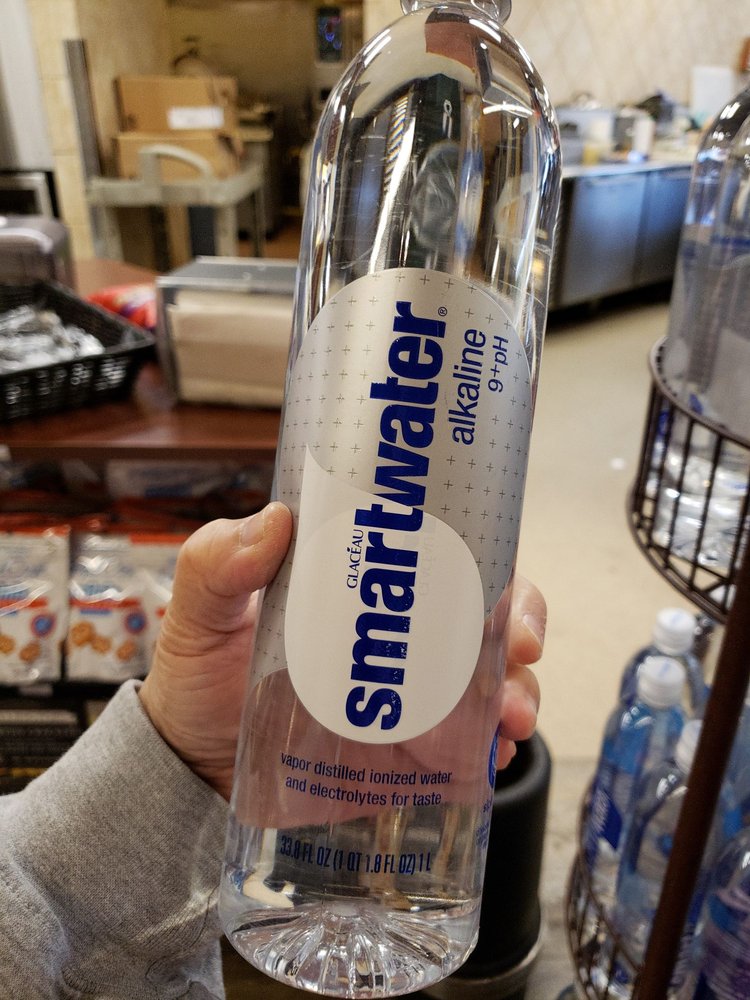 GLACÉAU
smartwater®
alkaline
9+pH
vapor distilled ionized water
and electrolytes for taste
33.8 FL OZ (1 QT 1.8 FL OZ) 1 L